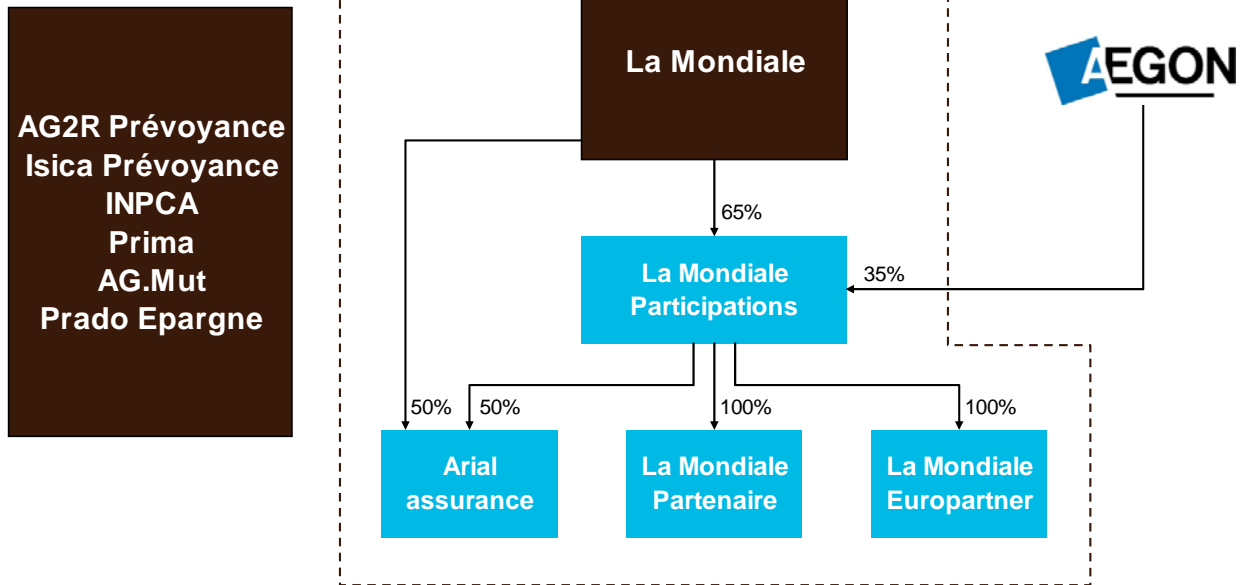 AG2R Prévoyance
Isica Prévoyance
INPCA
Prima
AG.Mut
Prado Epargne
La Mondiale
AEGON
65%
La Mondiale
Participations
35%
50%
50%
100%
100%
Arial
assurance
La Mondiale
Partenaire
La Mondiale
Europartner